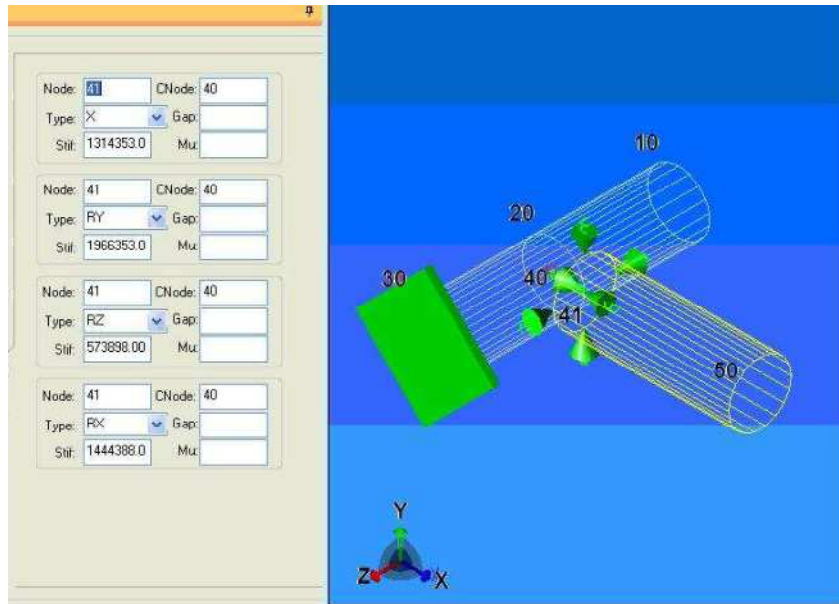 Node: 41 CNode: 40
Type: X Gap:
Stif: 1314353.0 Mu:
Node: 41 CNode: 40
Type: RY Gap:
Stif: 1966353.0 Mu:
Node: 41 CNode: 40
Type: RZ Gap:
Stif: 573898.00 Mu:
Node: 41 CNode: 40
Type: RX Gap:
Stif: 1444388.0 Mu:
10
20
30
40
41
50
Y
Z X